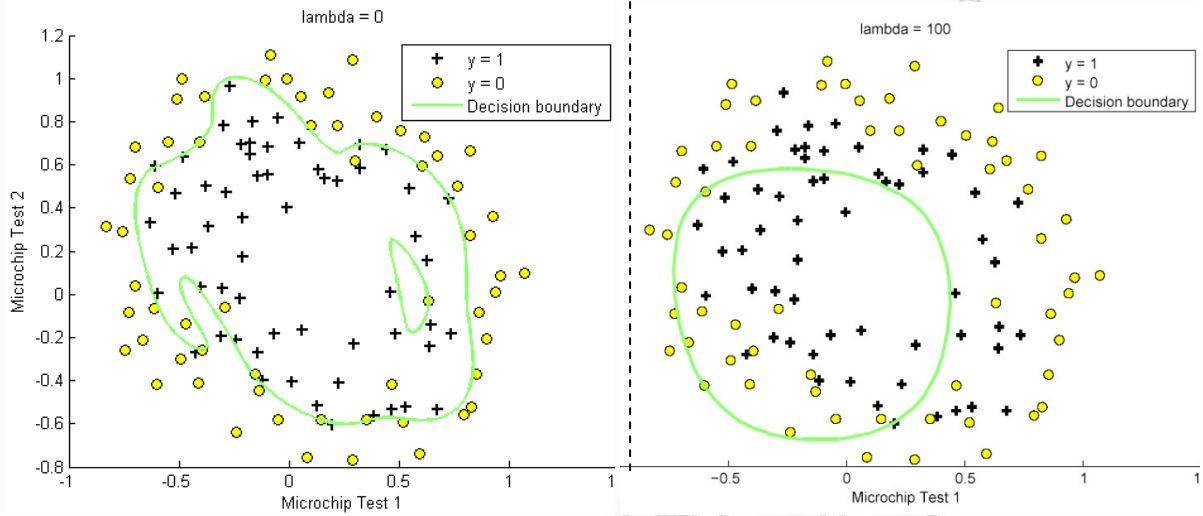 lambda = 0
1.2
1
0.8
0.6
0.4
0.2
0
-0.2
-0.4
-0.6
-0.8
Microchip Test 2
y = 1
y = 0
Decision boundary
-1
-0.5
0
0.5
1
1
Microchip Test 1
lambda = 100
y = 1
y = 0
Decision boundary
−0.5
0
0.5
1
1
Microchip Test 1